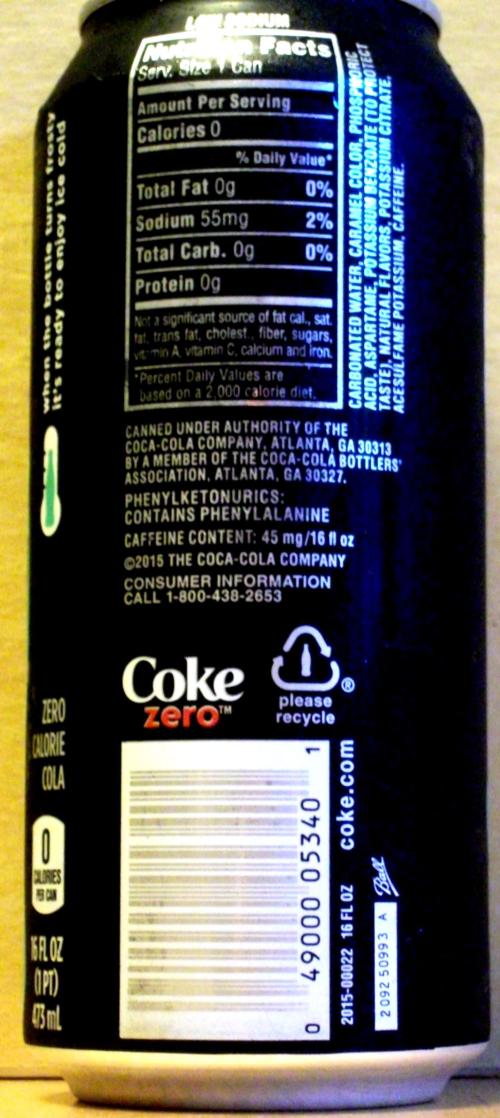 LOW SODIUM
Nutrition Facts
Serv. Size 1 Can
Amount Per Serving
Calories 0
% Daily Value*
Total Fat 0g 0%
Sodium 55mg 2%
Total Carb. 0g 0%
Protein 0g
Not a significant source of fat cal., sat.
fat, trans fat, cholest., fiber, sugars,
vitamin A, vitamin C, calcium and iron.
*Percent Daily Values are
based on a 2,000 calorie diet.
CARBONATED WATER, CARAMEL COLOR, PHOSPHORIC
ACID, ASPARTAME, POTASSIUM BENZOATE (TO PROTECT
TASTE), NATURAL FLAVORS, POTASSIUM CITRATE,
ACESULFAME POTASSIUM, CAFFEINE.
when the bottle turns frosty
it's ready to enjoy ice cold
CANNED UNDER AUTHORITY OF THE
COCA-COLA COMPANY, ATLANTA, GA 30313
BY A MEMBER OF THE COCA-COLA BOTTLERS'
ASSOCIATION, ATLANTA, GA 30327.
PHENYLKETONURICS:
CONTAINS PHENYLALANINE
CAFFEINE CONTENT: 45 mg/16 fl oz
©2015 THE COCA-COLA COMPANY
CONSUMER INFORMATION
CALL 1-800-438-2653
Coke
zero™
please
recycle
®
ZERO
CALORIE
COLA
0
CALORIES
PER CAN
16 FL OZ
(1 PT)
473 mL
0 49000 05340 1
2015-00022 16 FL OZ coke.com
Ball
2092 50993 A